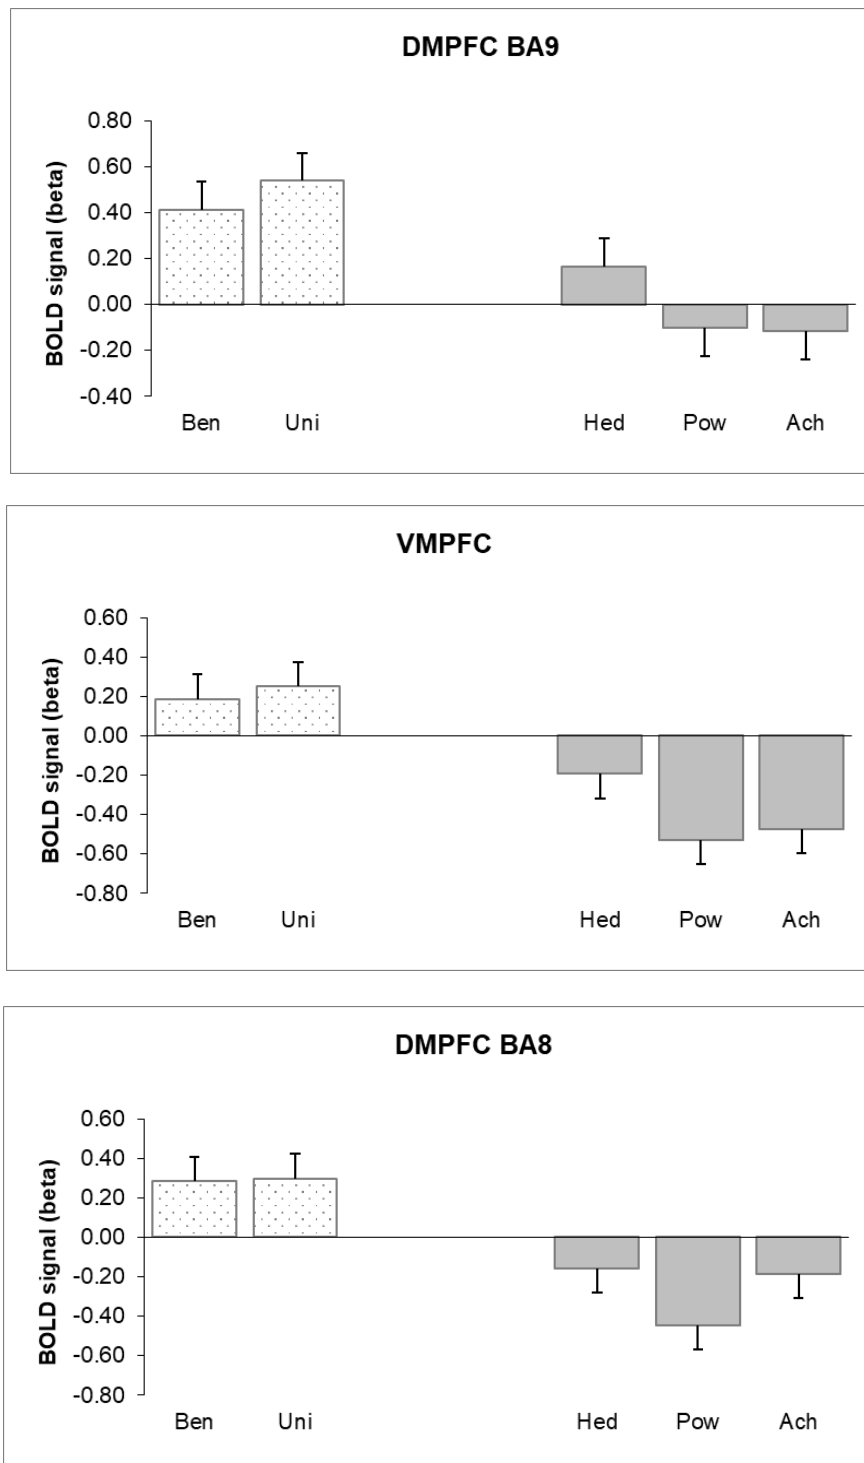 DMPFC BA9
BOLD signal (beta)
0.80
0.60
0.40
0.20
0.00
-0.20
-0.40
Ben Uni Hed Pow Ach
VMPFC
BOLD signal (beta)
0.60
0.40
0.20
0.00
-0.20
-0.40
-0.60
-0.80
Ben Uni Hed Pow Ach
DMPFC BA8
BOLD signal (beta)
0.60
0.40
0.20
0.00
-0.20
-0.40
-0.60
-0.80
Ben Uni Hed Pow Ach